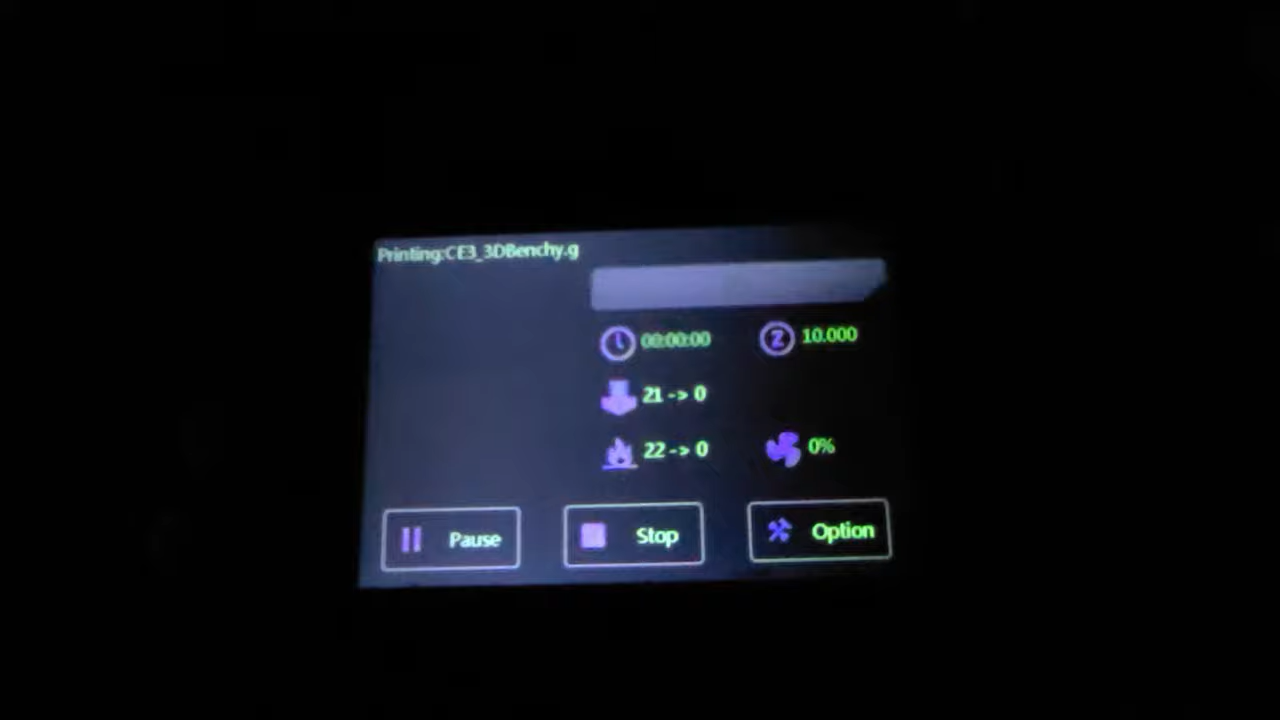 Printing:CE3_3DBenchy.g
00:00:00
Z 10.000
21 -> 0
22 -> 0
0%
Pause
Stop
Option